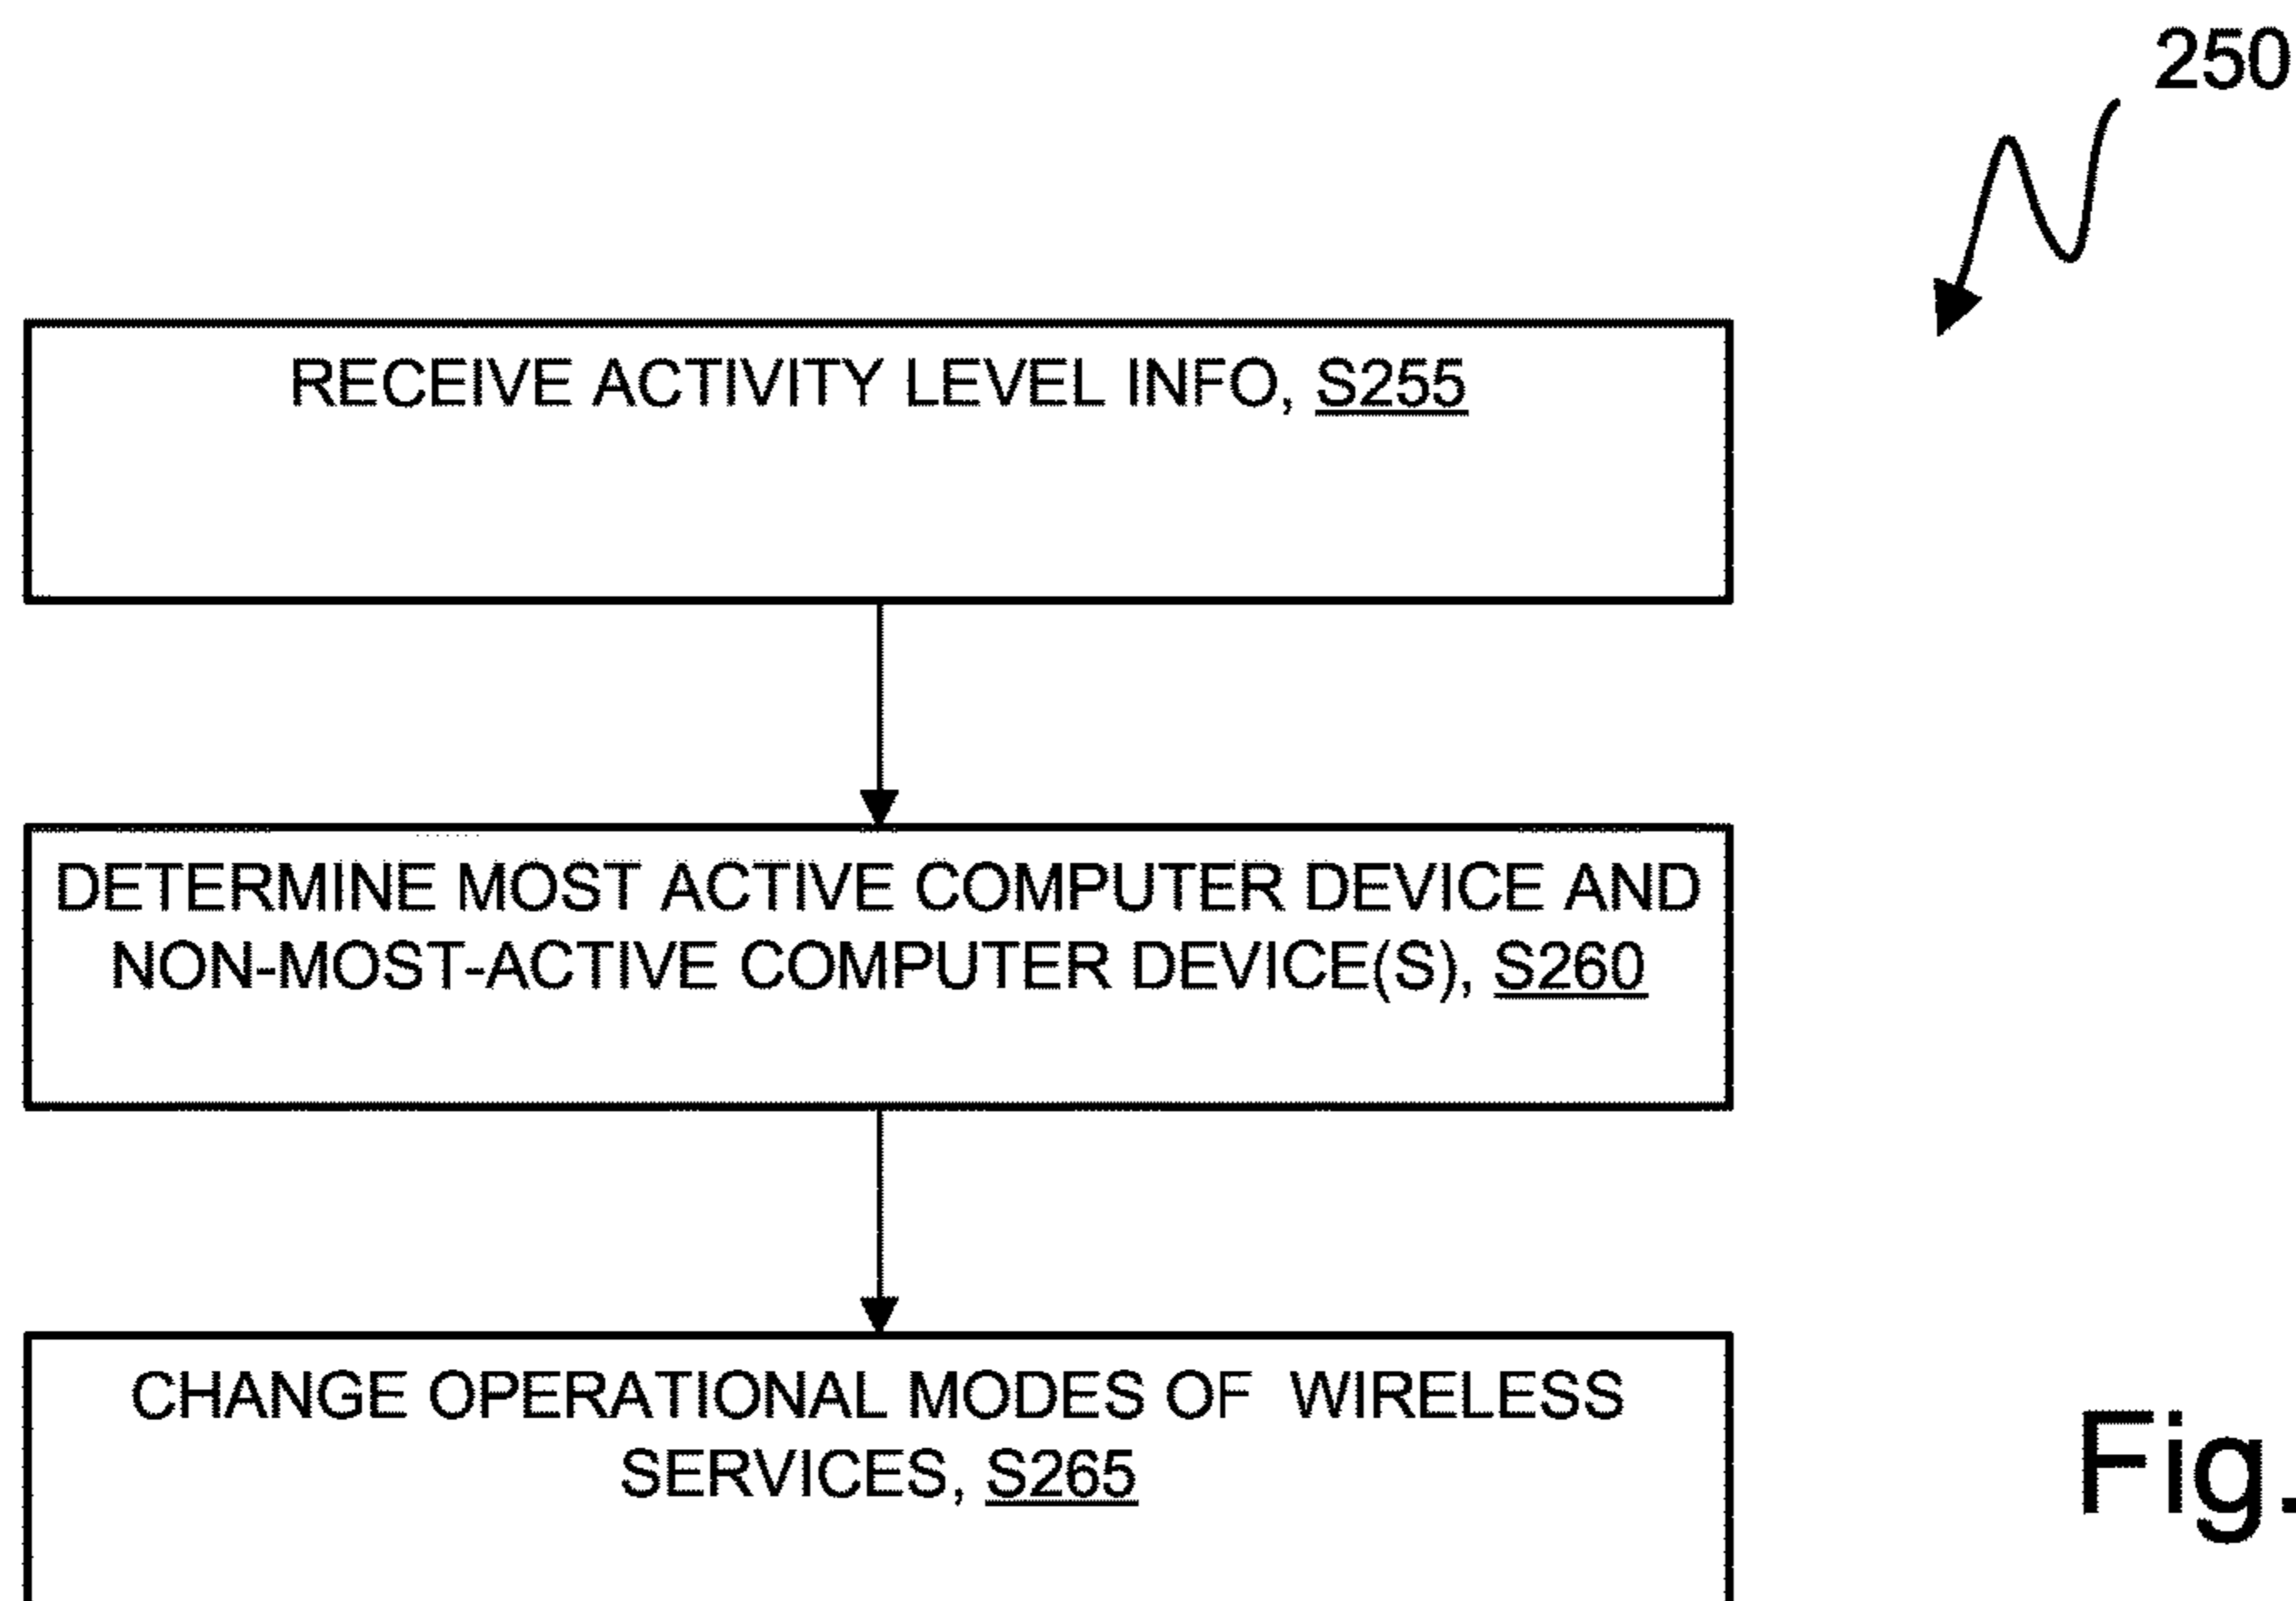 250
RECEIVE ACTIVITY LEVEL INFO, S255
DETERMINE MOST ACTIVE COMPUTER DEVICE AND
NON-MOST-ACTIVE COMPUTER DEVICE(S), S260
CHANGE OPERATIONAL MODES OF WIRELESS
SERVICES, S265
Fig.